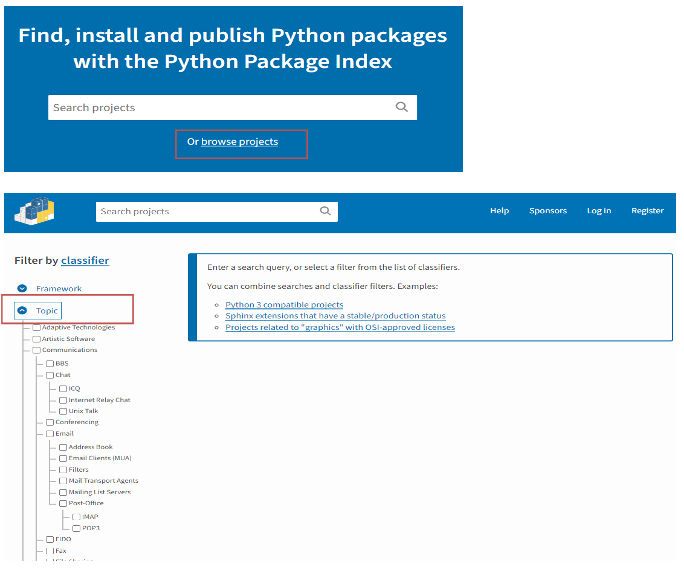 Find, install and publish Python packages
with the Python Package Index
Search projects
Or browse projects
Search projects
Help Sponsors Log in Register
Filter by classifier
Framework
Topic
Adaptive Technologies
Artistic Software
Communications
BBS
Chat
ICQ
Internet Relay Chat
Unix Talk
Conferencing
Email
Address Book
Email Clients (MUA)
Filters
Mail Transport Agents
Mailing List Servers
Post-Office
IMAP
POP3
FIDO
Fax
Enter a search query, or select a filter from the list of classifiers.
You can combine searches and classifier filters. Examples:
Python 3 compatible projects
Sphinx extensions that have a stable/production status
Projects related to "graphics" with OSI-approved licenses